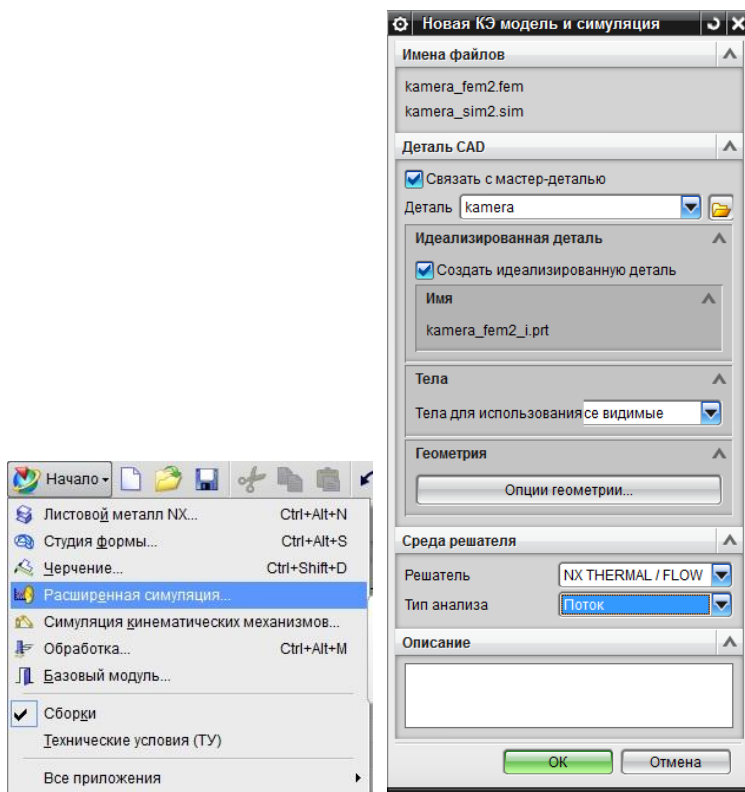 Новая КЭ модель и симуляция
Имена файлов
kamera_fem2.fem
kamera_sim2.sim
Деталь CAD
Связать с мастер-деталью
Деталь kamera
Идеализированная деталь
Создать идеализированную деталь
Имя
kamera_fem2_i.prt
Тела
Тела для использования се видимые
Геометрия
Опции геометрии...
Среда решателя
Решатель NX THERMAL / FLOW
Тип анализа Поток
Описание
ОК Отмена
Начало
Листовой металл NX... Ctrl+Alt+N
Студия формы... Ctrl+Alt+S
Черчение... Ctrl+Shift+D
Расширенная симуляция...
Симуляция кинематических механизмов...
Обработка... Ctrl+Alt+M
Базовый модуль...
Сборки
Технические условия (ТУ)
Все приложения